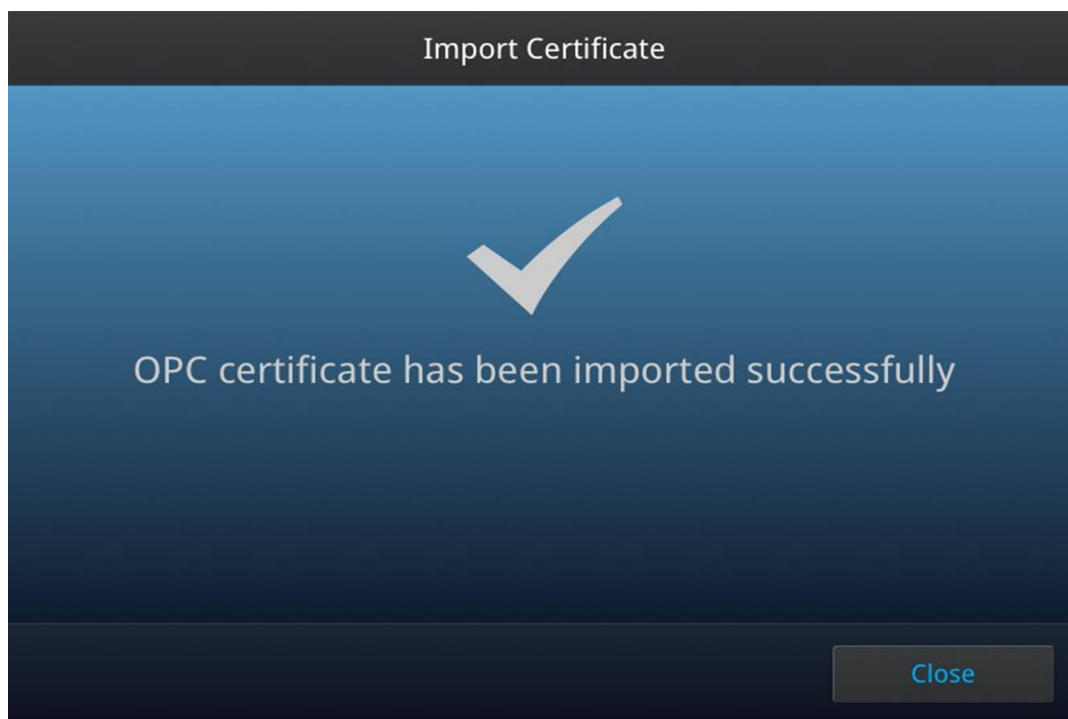 Import Certificate
OPC certificate has been imported successfully
Close